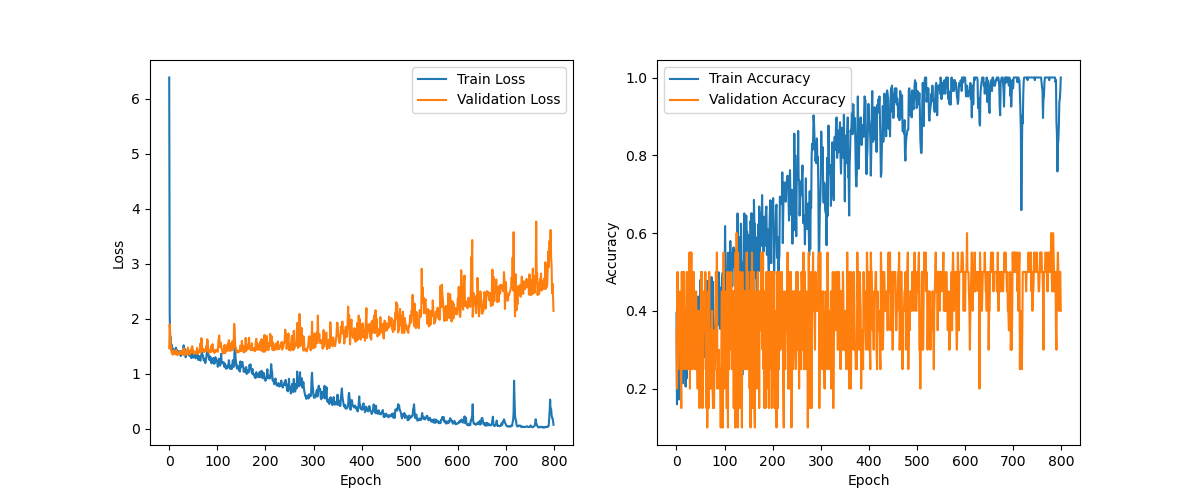 Train Loss
Validation Loss
6
5
4
3
2
1
0
Loss
0 100 200 300 400 500 600 700 800
Epoch
Train Accuracy
Validation Accuracy
1.0
0.8
0.6
0.4
0.2
Accuracy
0 100 200 300 400 500 600 700 800
Epoch